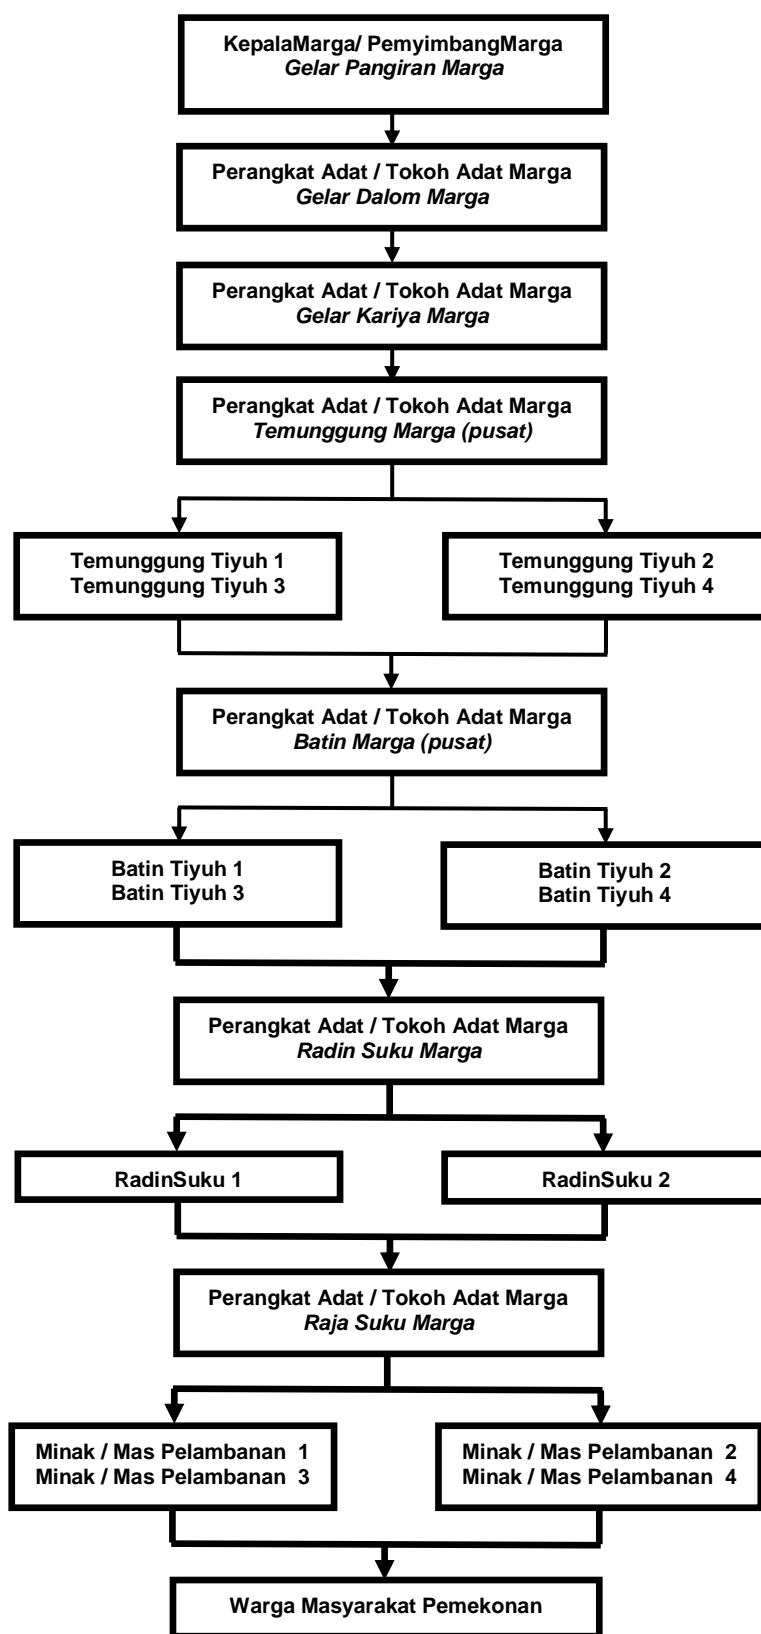 KepalaMarga/ PemyimbangMarga
Gelar Pangiran Marga
Perangkat Adat / Tokoh Adat Marga
Gelar Dalom Marga
Perangkat Adat / Tokoh Adat Marga
Gelar Kariya Marga
Perangkat Adat / Tokoh Adat Marga
Temunggung Marga (pusat)
Temunggung Tiyuh 1
Temunggung Tiyuh 3
Temunggung Tiyuh 2
Temunggung Tiyuh 4
Perangkat Adat / Tokoh Adat Marga
Batin Marga (pusat)
Batin Tiyuh 1
Batin Tiyuh 3
Batin Tiyuh 2
Batin Tiyuh 4
Perangkat Adat / Tokoh Adat Marga
Radin Suku Marga
RadinSuku 1
RadinSuku 2
Perangkat Adat / Tokoh Adat Marga
Raja Suku Marga
Minak / Mas Pelambanan 1
Minak / Mas Pelambanan 3
Minak / Mas Pelambanan 2
Minak / Mas Pelambanan 4
Warga Masyarakat Pemekonan